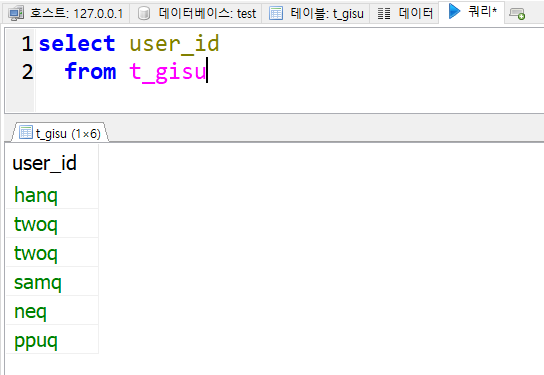 호스트: 127.0.0.1 데이터베이스: test 테이블: t_gisu 데이터 쿼리*
1 select user_id
2 from t_gisu
t_gisu (1×6)
user_id
hanq
twoq
twoq
samq
neq
ppuq